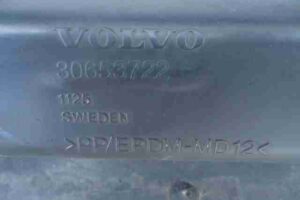 VOLVO
30653722
1125
SWEDEN
>PP/EPDM-MD12<